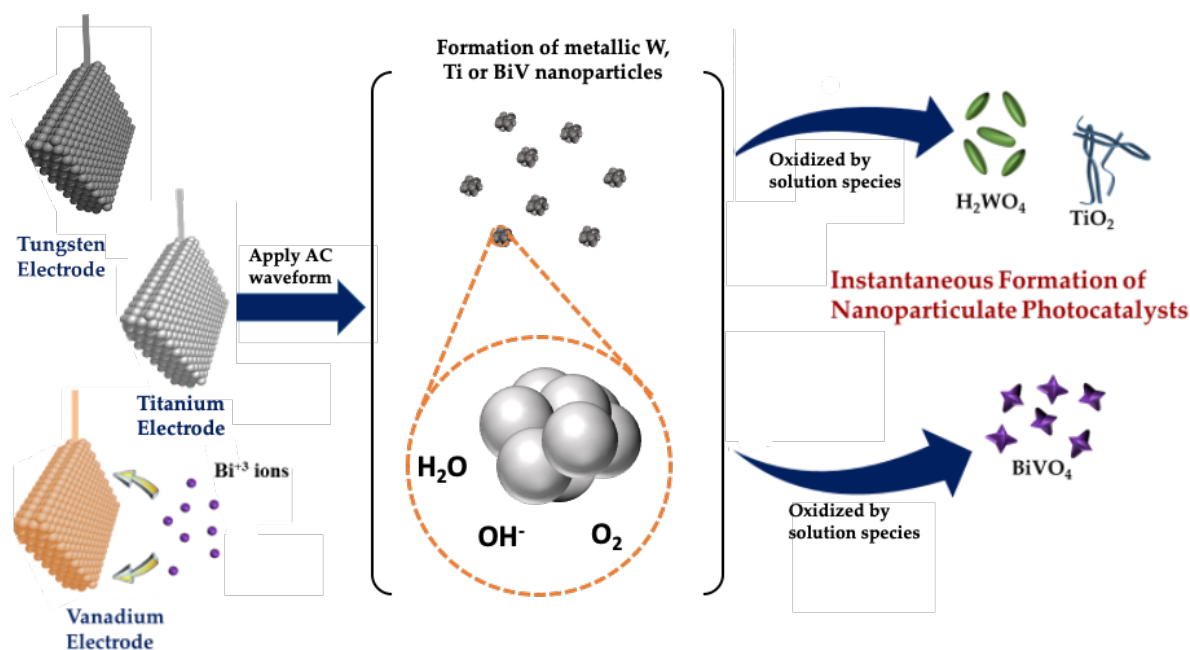 Tungsten
Electrode
Titanium
Electrode
Bi⁺³ ions
Vanadium
Electrode
Apply AC
waveform
Formation of metallic W,
Ti or BiV nanoparticles
H₂O
OH⁻
O₂
Oxidized by
solution species
H₂WO₄
TiO₂
Instantaneous Formation of
Nanoparticulate Photocatalysts
BiVO₄
Oxidized by
solution species